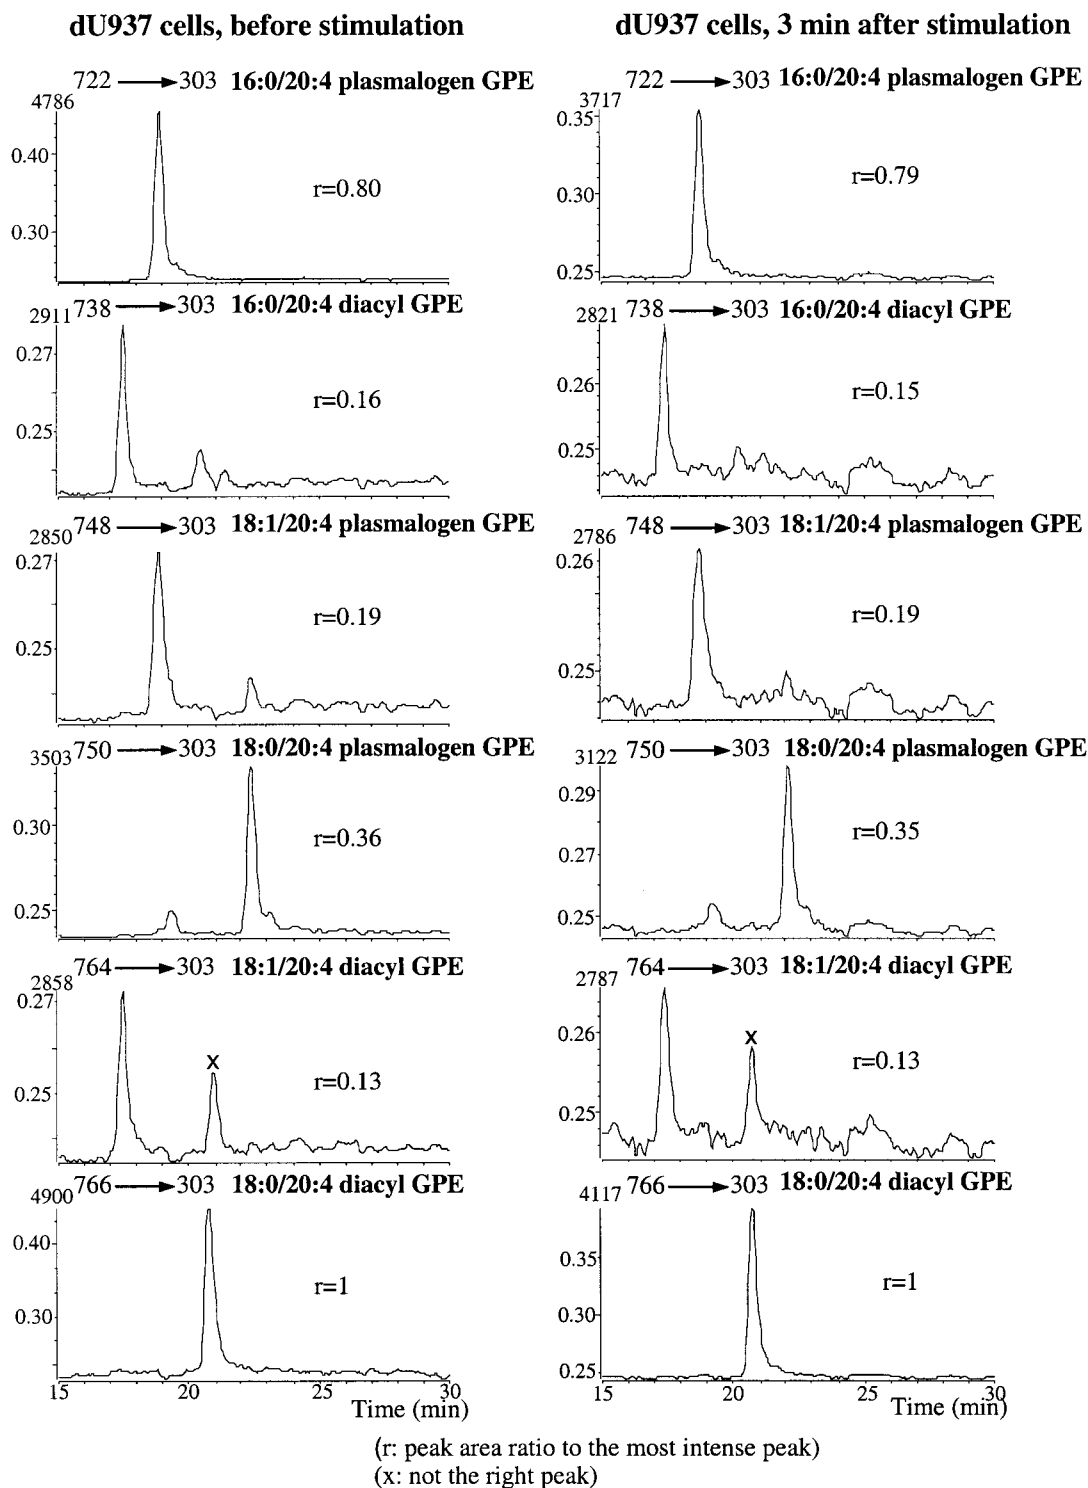 dU937 cells, before stimulation
722 → 303 16:0/20:4 plasmalogen GPE
4786
0.40
0.30
r=0.80
738 → 303 16:0/20:4 diacyl GPE
2911
0.27
0.25
r=0.16
748 → 303 18:1/20:4 plasmalogen GPE
2850
0.27
0.25
r=0.19
750 → 303 18:0/20:4 plasmalogen GPE
3503
0.30
0.25
r=0.36
764 → 303 18:1/20:4 diacyl GPE
2858
0.27
0.25
x
r=0.13
766 → 303 18:0/20:4 diacyl GPE
4900
0.40
0.30
r=1
15 20 25 30
Time (min)
dU937 cells, 3 min after stimulation
722 → 303 16:0/20:4 plasmalogen GPE
3717
0.35
0.30
0.25
r=0.79
738 → 303 16:0/20:4 diacyl GPE
2821
0.26
0.25
r=0.15
748 → 303 18:1/20:4 plasmalogen GPE
2786
0.26
0.25
r=0.19
750 → 303 18:0/20:4 plasmalogen GPE
3122
0.29
0.27
0.25
r=0.35
764 → 303 18:1/20:4 diacyl GPE
2787
0.26
0.25
x
r=0.13
766 → 303 18:0/20:4 diacyl GPE
4117
0.35
0.30
0.25
r=1
15 20 25 30
Time (min)
(r: peak area ratio to the most intense peak)
(x: not the right peak)